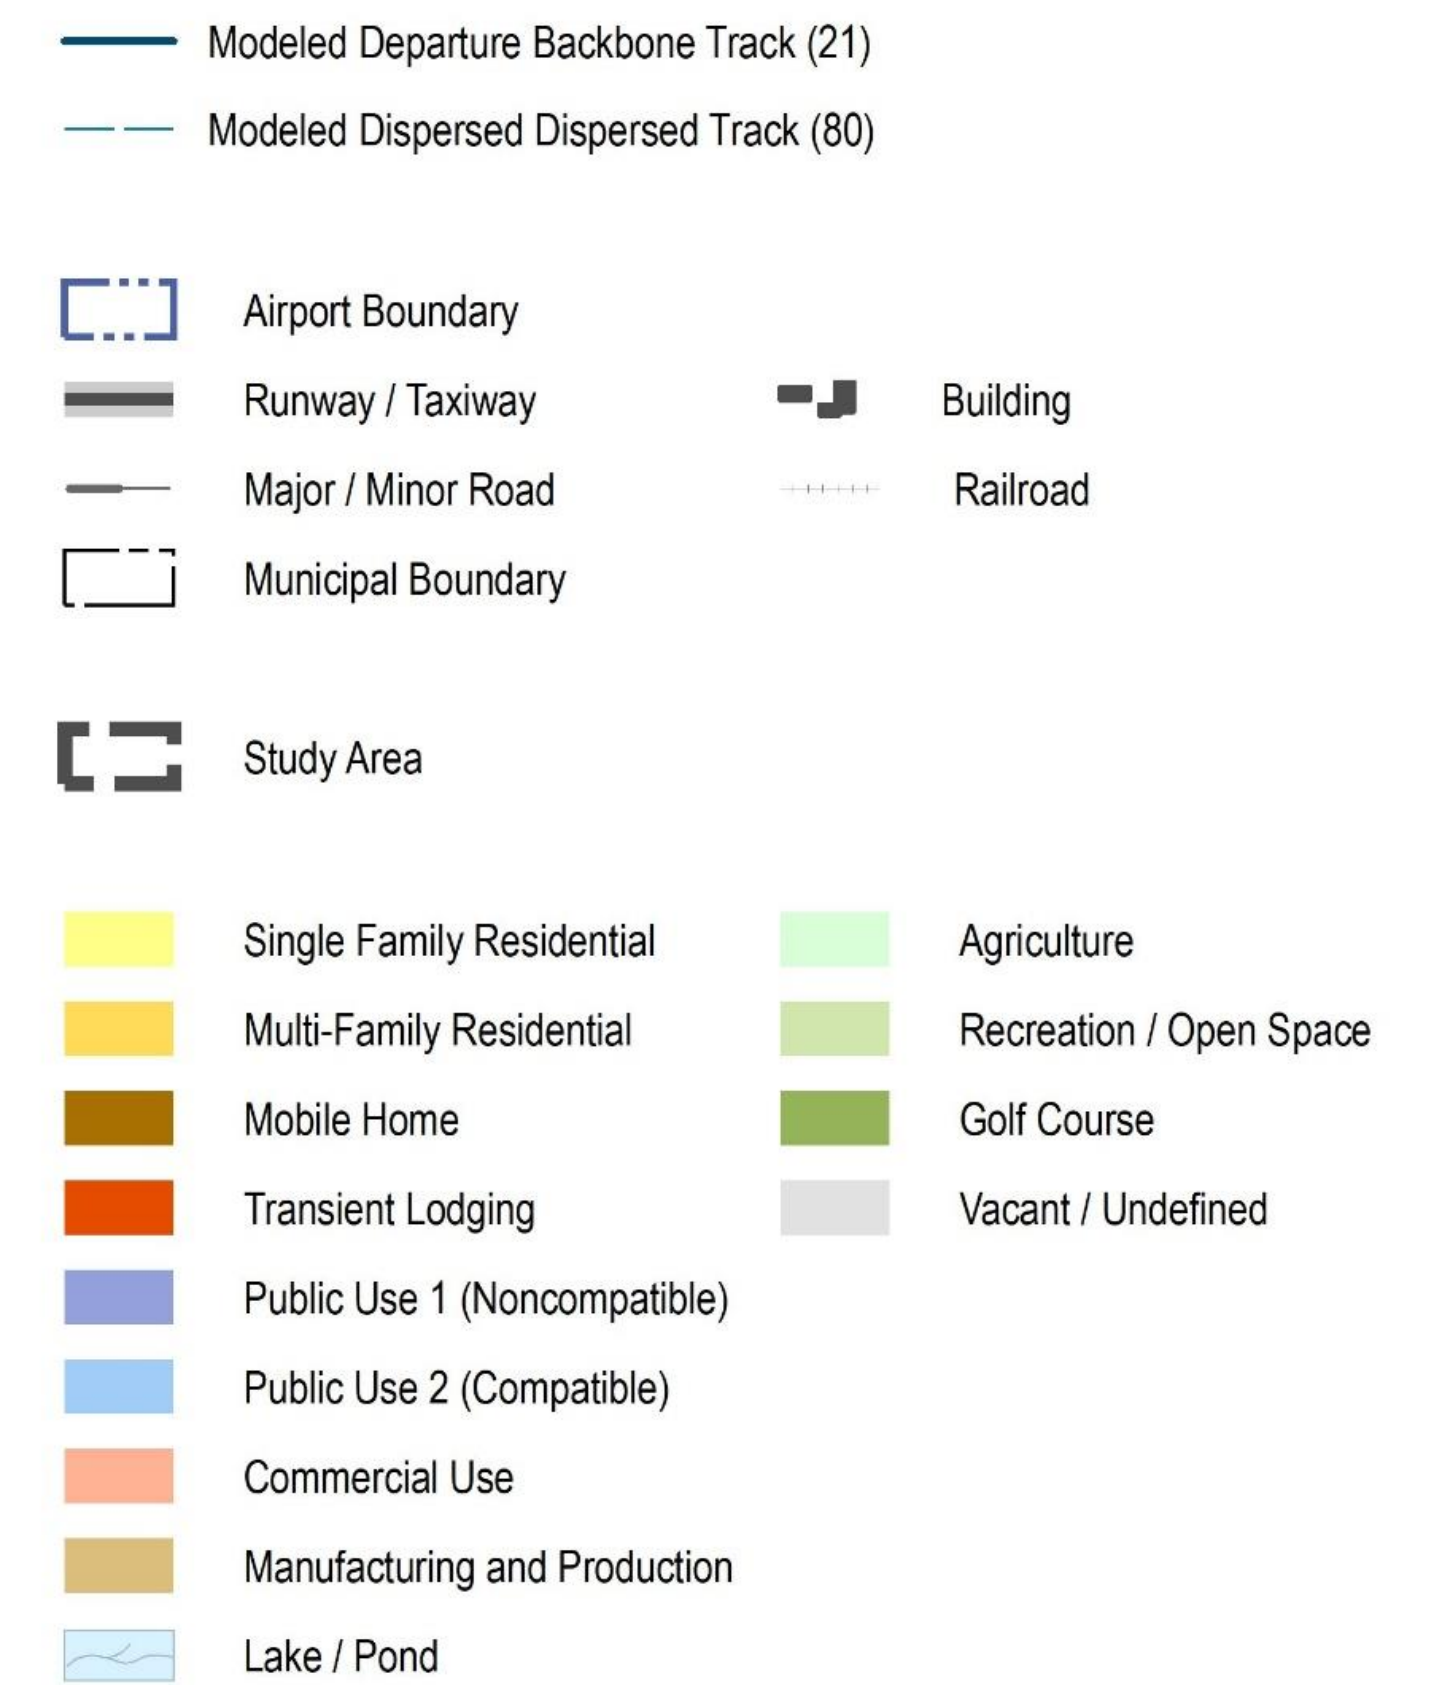 Modeled Departure Backbone Track (21)
Modeled Dispersed Dispersed Track (80)
Airport Boundary
Runway / Taxiway
Building
Major / Minor Road
Railroad
Municipal Boundary
Study Area
Single Family Residential
Agriculture
Multi-Family Residential
Recreation / Open Space
Mobile Home
Golf Course
Transient Lodging
Vacant / Undefined
Public Use 1 (Noncompatible)
Public Use 2 (Compatible)
Commercial Use
Manufacturing and Production
Lake / Pond